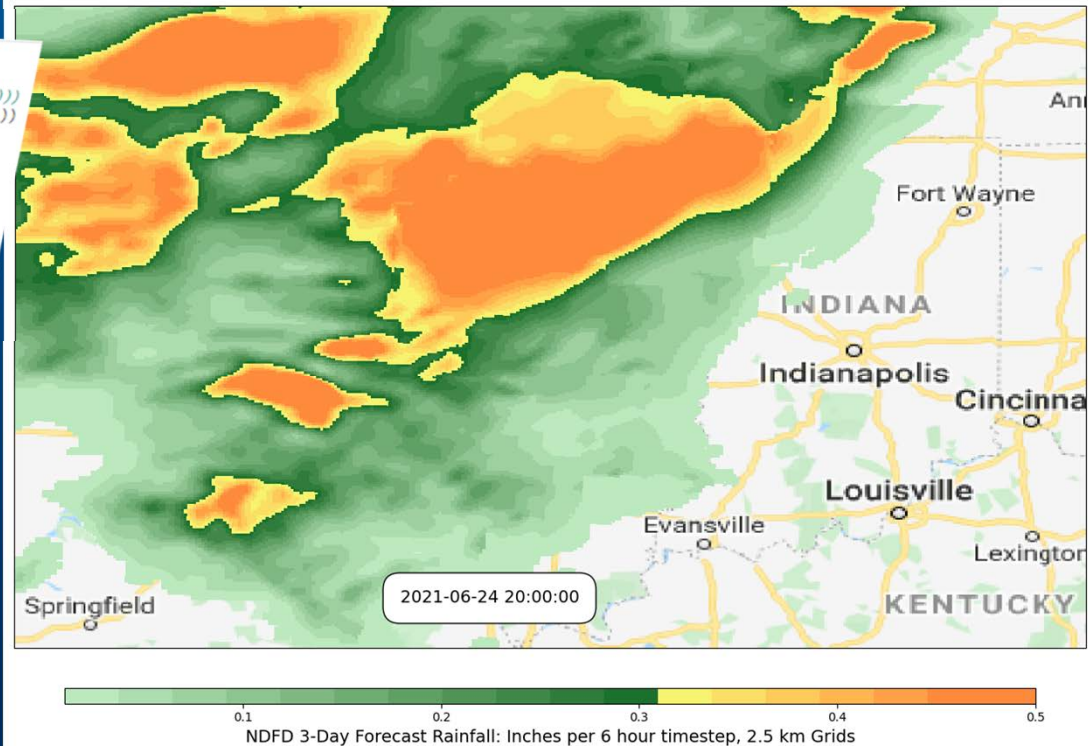 Ann
Fort Wayne
INDIANA
Indianapolis
Cincinna
Louisville
Evansville
Lexington
2021-06-24 20:00:00
Springfield
KENTUCKY
0.1 0.2 0.3 0.4 0.5
NDFD 3-Day Forecast Rainfall: Inches per 6 hour timestep, 2.5 km Grids